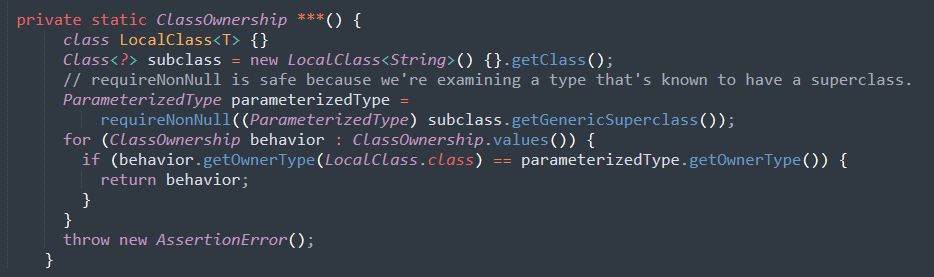 private static ClassOwnership ***() {
class LocalClass<T> {}
Class<?> subclass = new LocalClass<String>() {}.getClass();
// requireNonNull is safe because we're examining a type that's known to have a superclass.
ParameterizedType parameterizedType =
requireNonNull((ParameterizedType) subclass.getGenericSuperclass());
for (ClassOwnership behavior : ClassOwnership.values()) {
if (behavior.getOwnerType(LocalClass.class) == parameterizedType.getOwnerType()) {
return behavior;
}
}
throw new AssertionError();
}